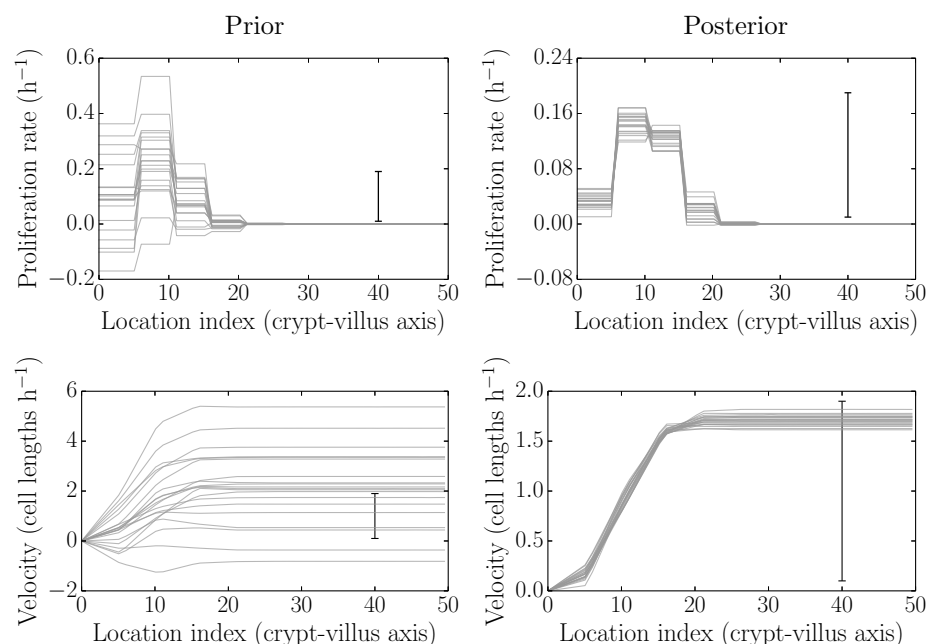 Prior
Posterior
Proliferation rate (h⁻¹)
0.6
0.4
0.2
0.0
−0.2
0 10 20 30 40 50
Location index (crypt-villus axis)
Proliferation rate (h⁻¹)
0.24
0.16
0.08
0.00
−0.08
0 10 20 30 40 50
Location index (crypt-villus axis)
Velocity (cell lengths h⁻¹)
6
4
2
0
−2
0 10 20 30 40 50
Location index (crypt-villus axis)
Velocity (cell lengths h⁻¹)
2.0
1.5
1.0
0.5
0.0
0 10 20 30 40 50
Location index (crypt-villus axis)